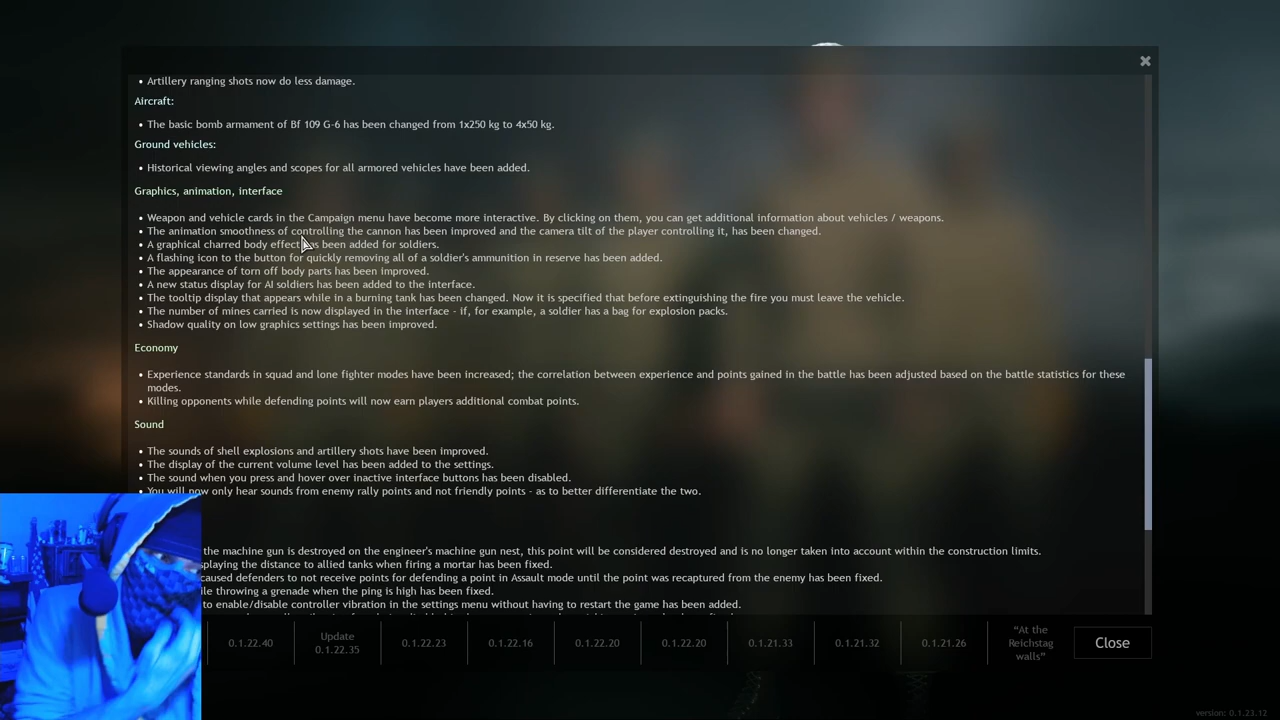 • Artillery ranging shots now do less damage.
Aircraft:
• The basic bomb armament of Bf 109 G-6 has been changed from 1x250 kg to 4x50 kg.
Ground vehicles:
• Historical viewing angles and scopes for all armored vehicles have been added.
Graphics, animation, interface
• Weapon and vehicle cards in the Campaign menu have become more interactive. By clicking on them, you can get additional information about vehicles / weapons.
• The animation smoothness of controlling the cannon has been improved and the camera tilt of the player controlling it, has been changed.
• A graphical charred body effect has been added for soldiers.
• A flashing icon to the button for quickly removing all of a soldier's ammunition in reserve has been added.
• The appearance of torn off body parts has been improved.
• A new status display for AI soldiers has been added to the interface.
• The tooltip display that appears while in a burning tank has been changed. Now it is specified that before extinguishing the fire you must leave the vehicle.
• The number of mines carried is now displayed in the interface - if, for example, a soldier has a bag for explosion packs.
• Shadow quality on low graphics settings has been improved.
Economy
• Experience standards in squad and lone fighter modes have been increased; the correlation between experience and points gained in the battle has been adjusted based on the battle statistics for these
modes.
• Killing opponents while defending points will now earn players additional combat points.
Sound
• The sounds of shell explosions and artillery shots have been improved.
• The display of the current volume level has been added to the settings.
• The sound when you press and hover over inactive interface buttons has been disabled.
• You will now only hear sounds from enemy rally points and not friendly points - as to better differentiate the two.
the machine gun is destroyed on the engineer's machine gun nest, this point will be considered destroyed and is no longer taken into account within the construction limits.
splaying the distance to allied tanks when firing a mortar has been fixed.
caused defenders to not receive points for defending a point in Assault mode until the point was recaptured from the enemy has been fixed.
ile throwing a grenade when the ping is high has been fixed.
to enable/disable controller vibration in the settings menu without having to restart the game has been added.
0.1.22.40
Update
0.1.22.35
0.1.22.23
0.1.22.16
0.1.22.20
0.1.22.20
0.1.21.33
0.1.21.32
0.1.21.26
"At the
Reichstag
walls"
Close
version: 0.1.23.12